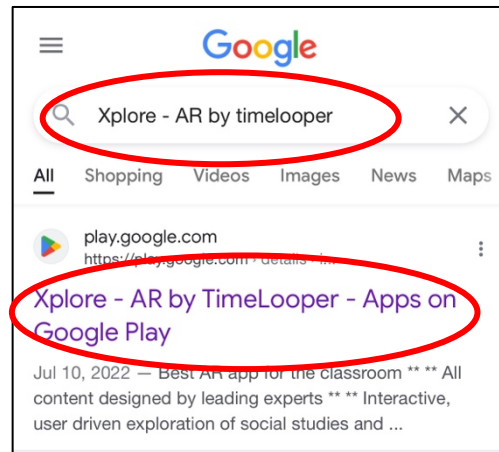 Google
Xplore - AR by timelooper
All Shopping Videos Images News Maps
play.google.com
https://play.google.com › details › i...
Xplore - AR by TimeLooper - Apps on
Google Play
Jul 10, 2022 — Best AR app for the classroom ** ** All
content designed by leading experts ** ** Interactive,
user driven exploration of social studies and ...